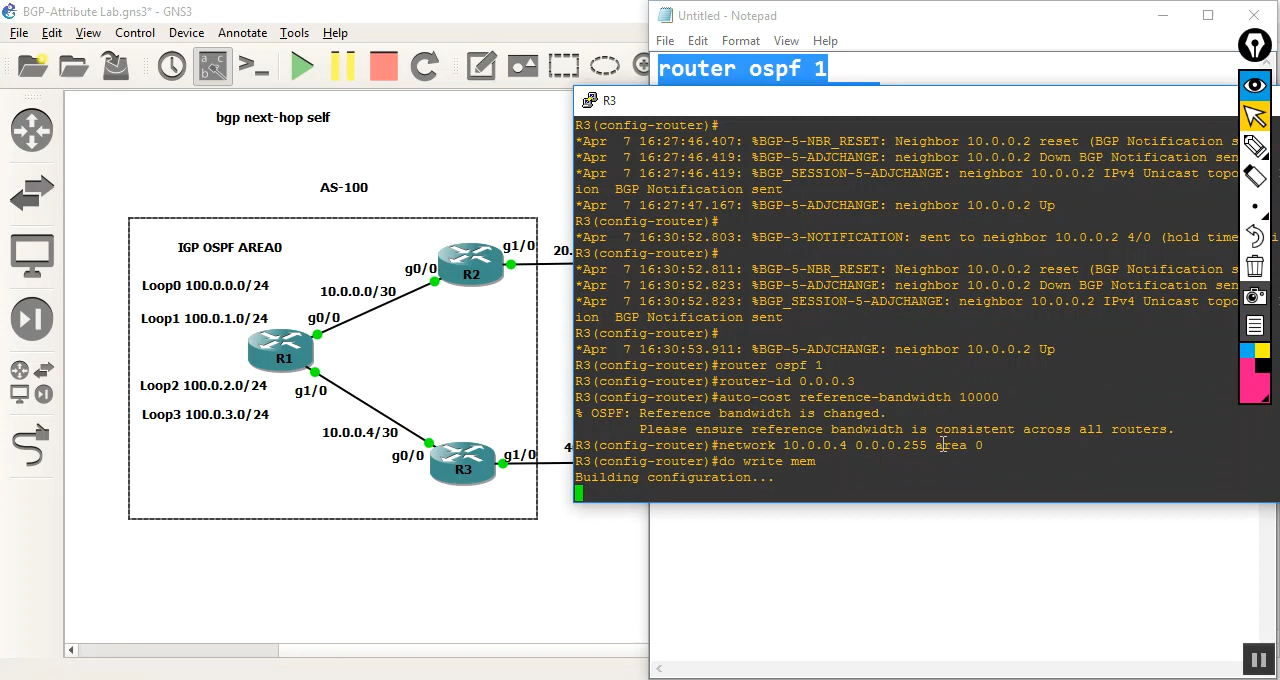 BGP-Attribute Lab.gns3* - GNS3
File Edit View Control Device Annotate Tools Help
bgp next-hop self
AS-100
IGP OSPF AREA0
Loop0 100.0.0.0/24
Loop1 100.0.1.0/24
Loop2 100.0.2.0/24
Loop3 100.0.3.0/24
10.0.0.0/30
10.0.0.4/30
g0/0
g1/0
R1
g0/0
g1/0
R2
20.
g0/0
g1/0
R3
4
Untitled - Notepad
File Edit Format View Help
router ospf 1
R3
R3(config-router)#
*Apr  7 16:27:46.407: %BGP-5-NBR_RESET: Neighbor 10.0.0.2 reset (BGP Notification s
*Apr  7 16:27:46.419: %BGP-5-ADJCHANGE: neighbor 10.0.0.2 Down BGP Notification sen
*Apr  7 16:27:46.419: %BGP_SESSION-5-ADJCHANGE: neighbor 10.0.0.2 IPv4 Unicast topo
ion  BGP Notification sent
*Apr  7 16:27:47.167: %BGP-5-ADJCHANGE: neighbor 10.0.0.2 Up
R3(config-router)#
*Apr  7 16:30:52.803: %BGP-3-NOTIFICATION: sent to neighbor 10.0.0.2 4/0 (hold time
R3(config-router)#
*Apr  7 16:30:52.811: %BGP-5-NBR_RESET: Neighbor 10.0.0.2 reset (BGP Notification s
*Apr  7 16:30:52.823: %BGP-5-ADJCHANGE: neighbor 10.0.0.2 Down BGP Notification sen
*Apr  7 16:30:52.823: %BGP_SESSION-5-ADJCHANGE: neighbor 10.0.0.2 IPv4 Unicast topo
ion  BGP Notification sent
R3(config-router)#
*Apr  7 16:30:53.911: %BGP-5-ADJCHANGE: neighbor 10.0.0.2 Up
R3(config-router)#router ospf 1
R3(config-router)#router-id 0.0.0.3
R3(config-router)#auto-cost reference-bandwidth 10000
% OSPF: Reference bandwidth is changed.
Please ensure reference bandwidth is consistent across all routers.
R3(config-router)#network 10.0.0.4 0.0.0.255 area 0
R3(config-router)#do write mem
Building configuration...